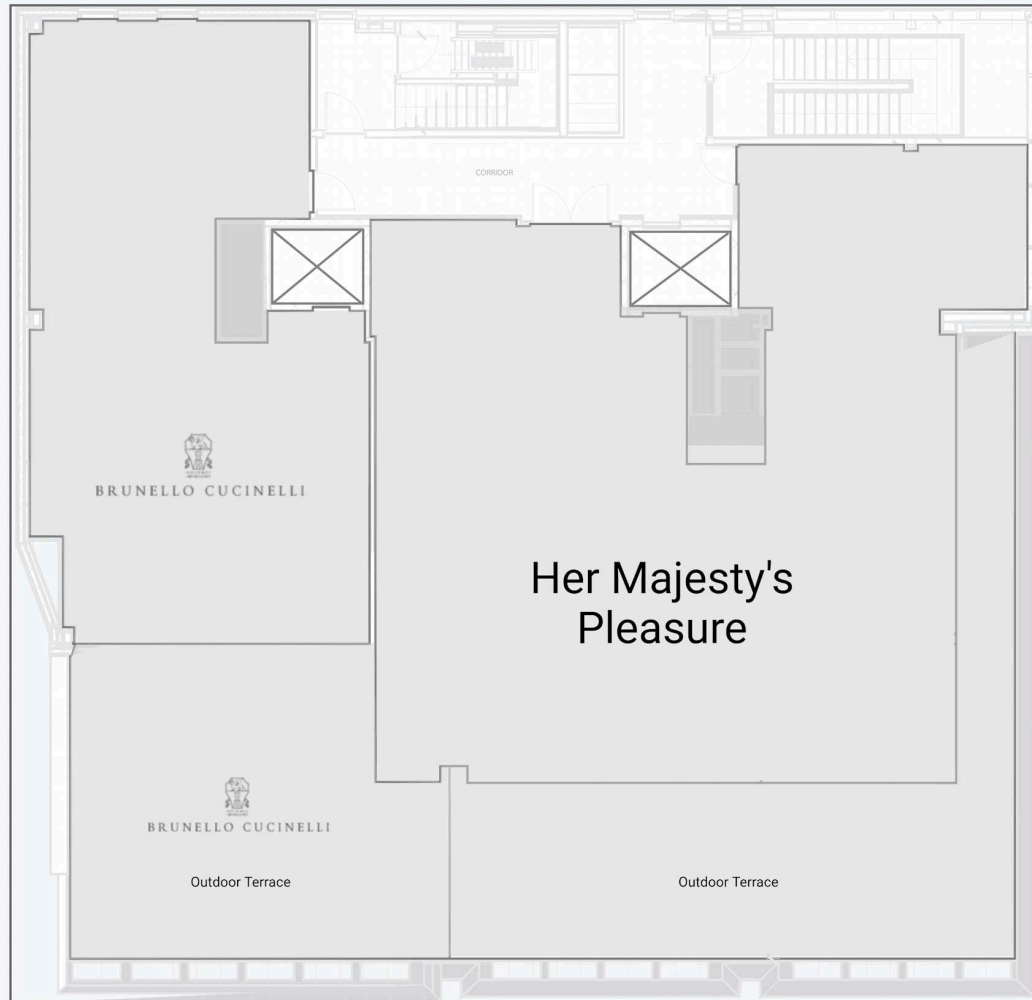 CORRIDOR
BRUNELLO CUCINELLI
Her Majesty's
Pleasure
BRUNELLO CUCINELLI
Outdoor Terrace
Outdoor Terrace